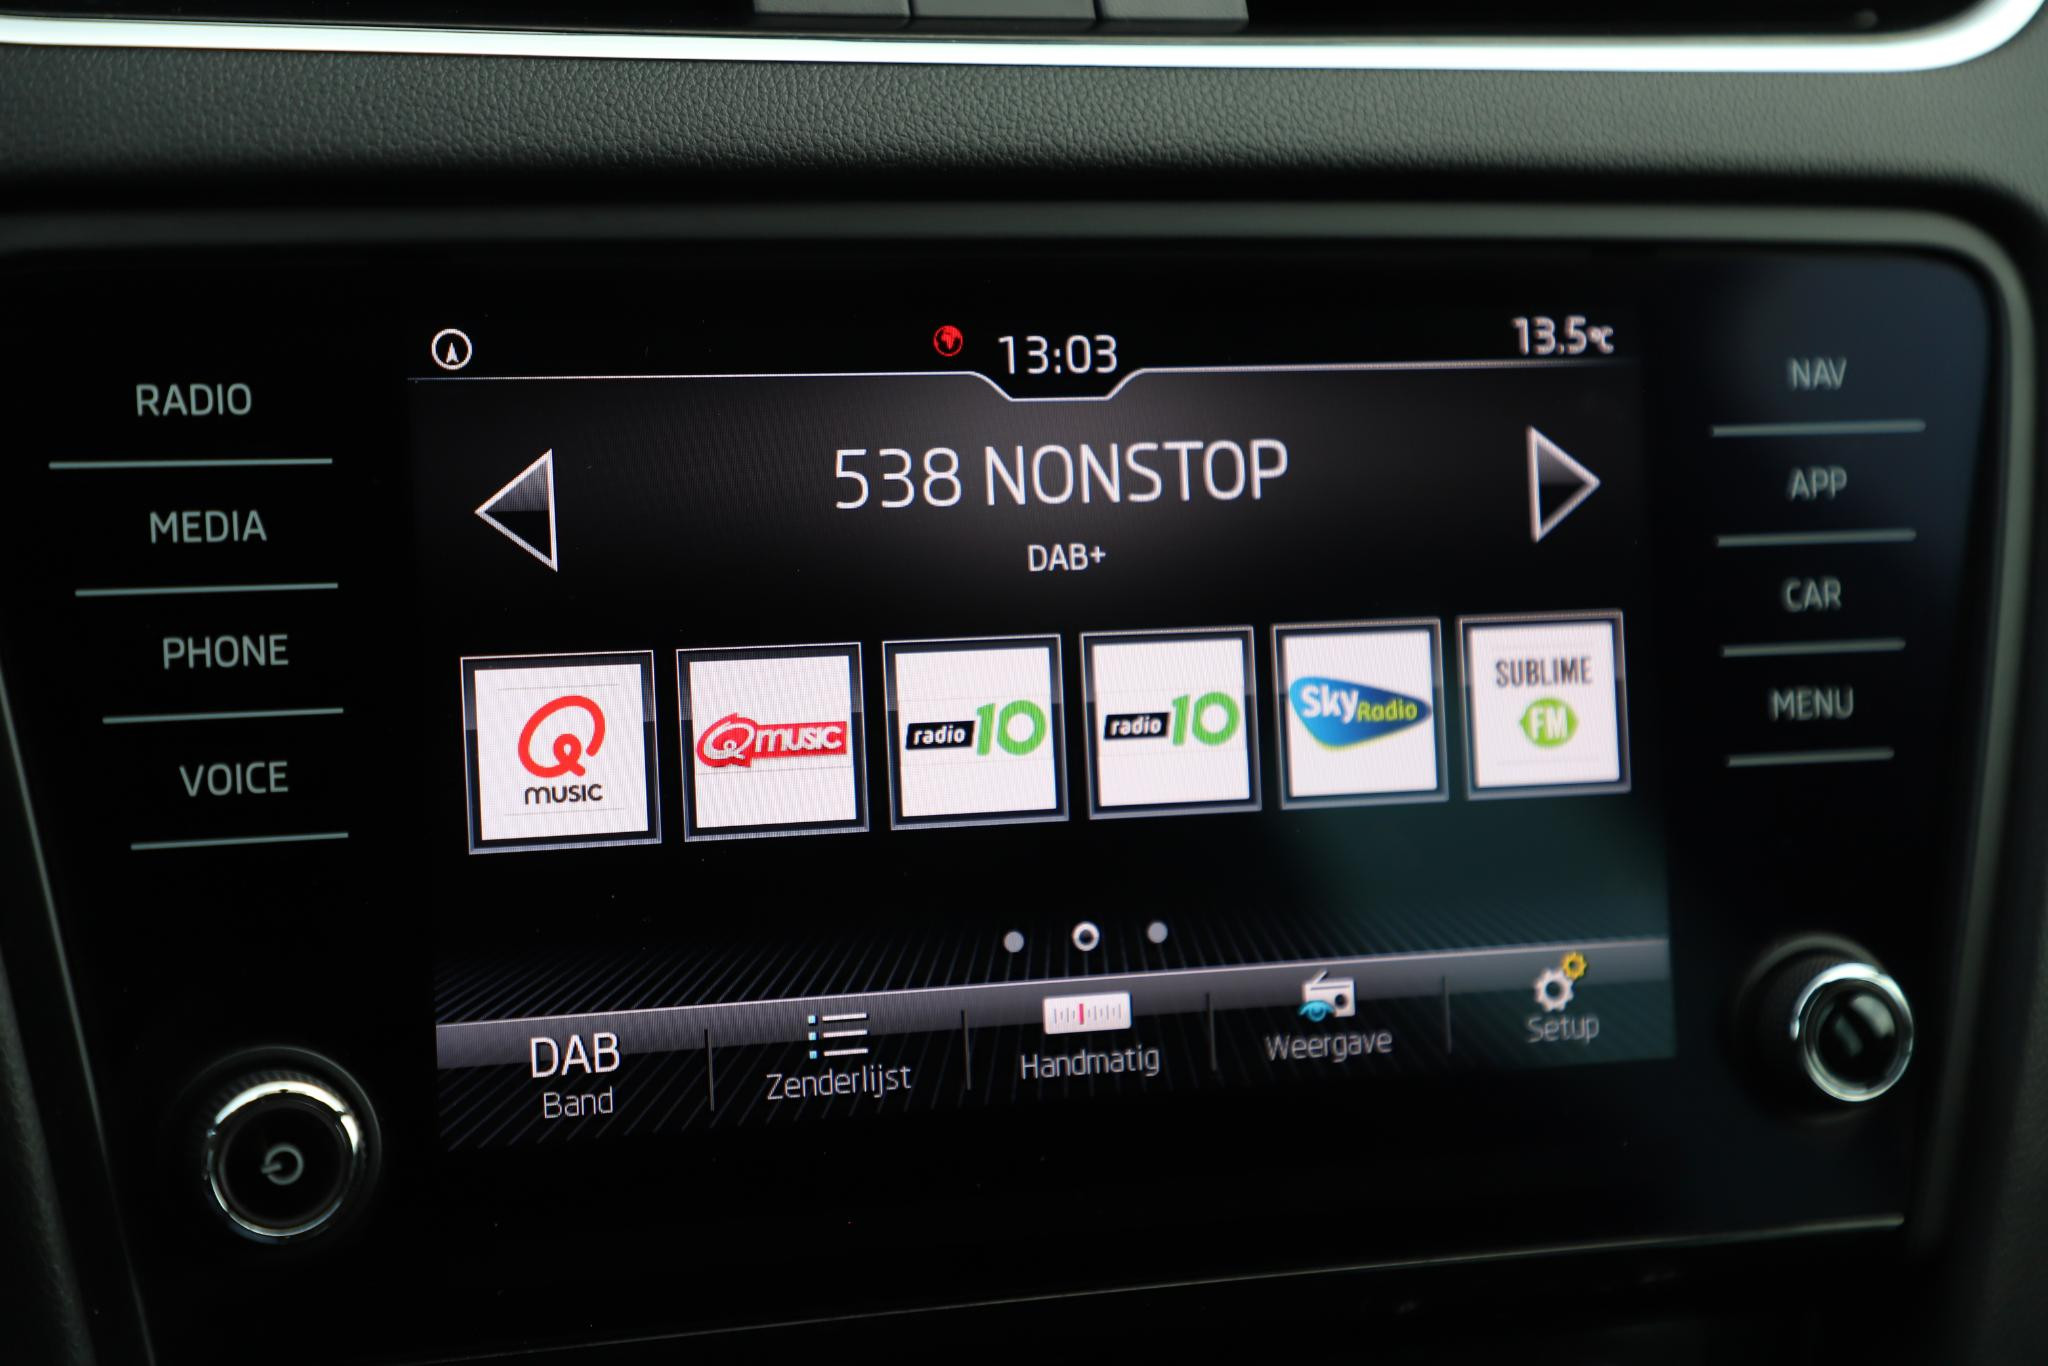 13:03
13.5°C
RADIO
MEDIA
PHONE
VOICE
538 NONSTOP
DAB+
Q
music
Qmusic
radio 10
radio 10
Sky Radio
SUBLIME
FM
DAB
Band
Zenderlijst
Handmatig
Weergave
Setup
NAV
APP
CAR
MENU